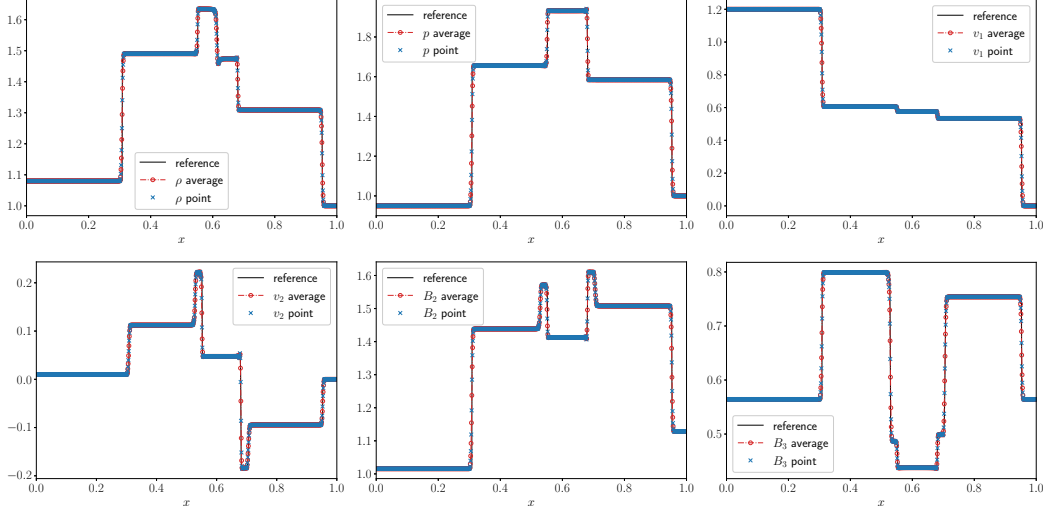 1.6
1.5
1.4
1.3
1.2
1.1
1.0
0.0 0.2 0.4 0.6 0.8 1.0
x
reference
ρ average
ρ point
1.8
1.6
1.4
1.2
1.0
0.0 0.2 0.4 0.6 0.8 1.0
x
reference
p average
p point
1.2
1.0
0.8
0.6
0.4
0.2
0.0
0.0 0.2 0.4 0.6 0.8 1.0
x
reference
v₁ average
v₁ point
0.2
0.1
0.0
−0.1
−0.2
0.0 0.2 0.4 0.6 0.8 1.0
x
reference
v₂ average
v₂ point
1.6
1.5
1.4
1.3
1.2
1.1
1.0
0.0 0.2 0.4 0.6 0.8 1.0
x
reference
B₂ average
B₂ point
0.8
0.7
0.6
0.5
0.0 0.2 0.4 0.6 0.8 1.0
x
reference
B₃ average
B₃ point